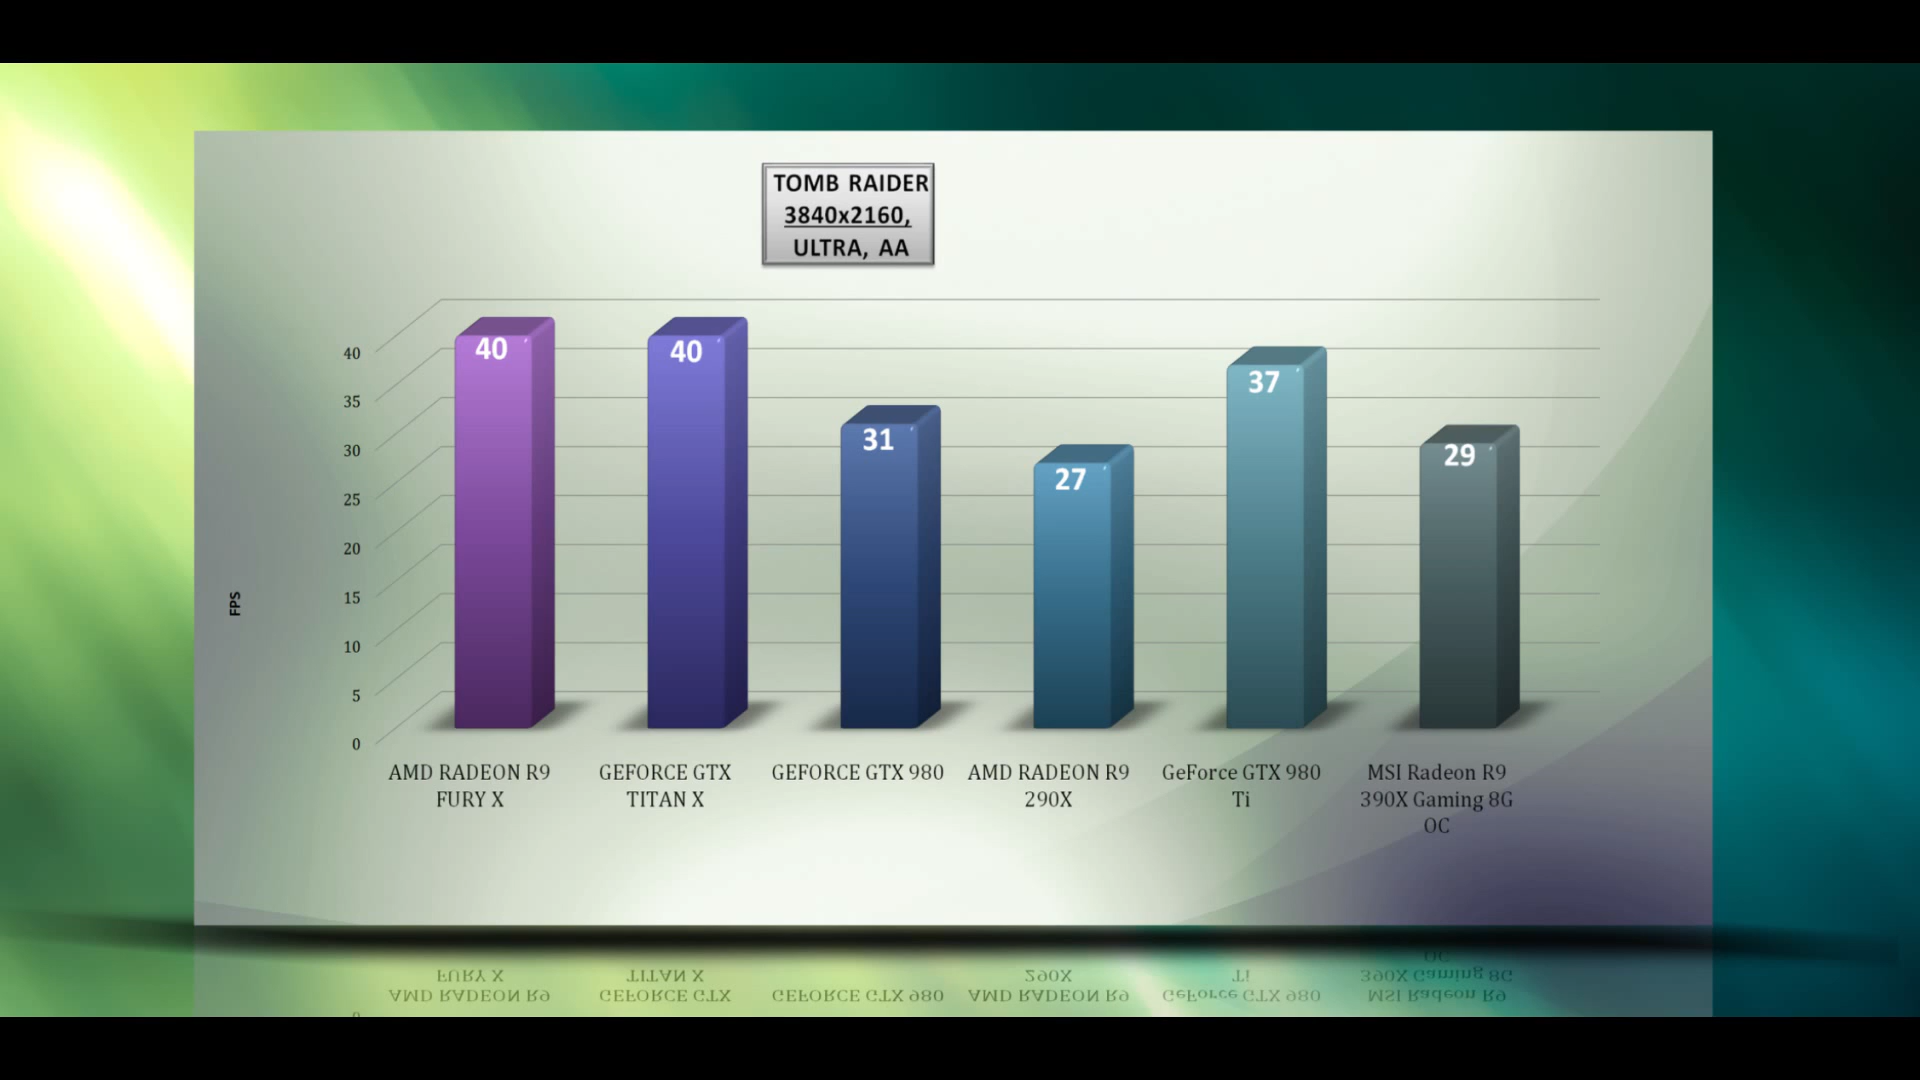 TOMB RAIDER
3840x2160,
ULTRA, AA
40
40
31
27
37
29
40
35
30
25
20
15
10
5
0
FPS
AMD RADEON R9
FURY X
GEFORCE GTX
TITAN X
GEFORCE GTX 980
AMD RADEON R9
290X
GeForce GTX 980
Ti
MSI Radeon R9
390X Gaming 8G
OC